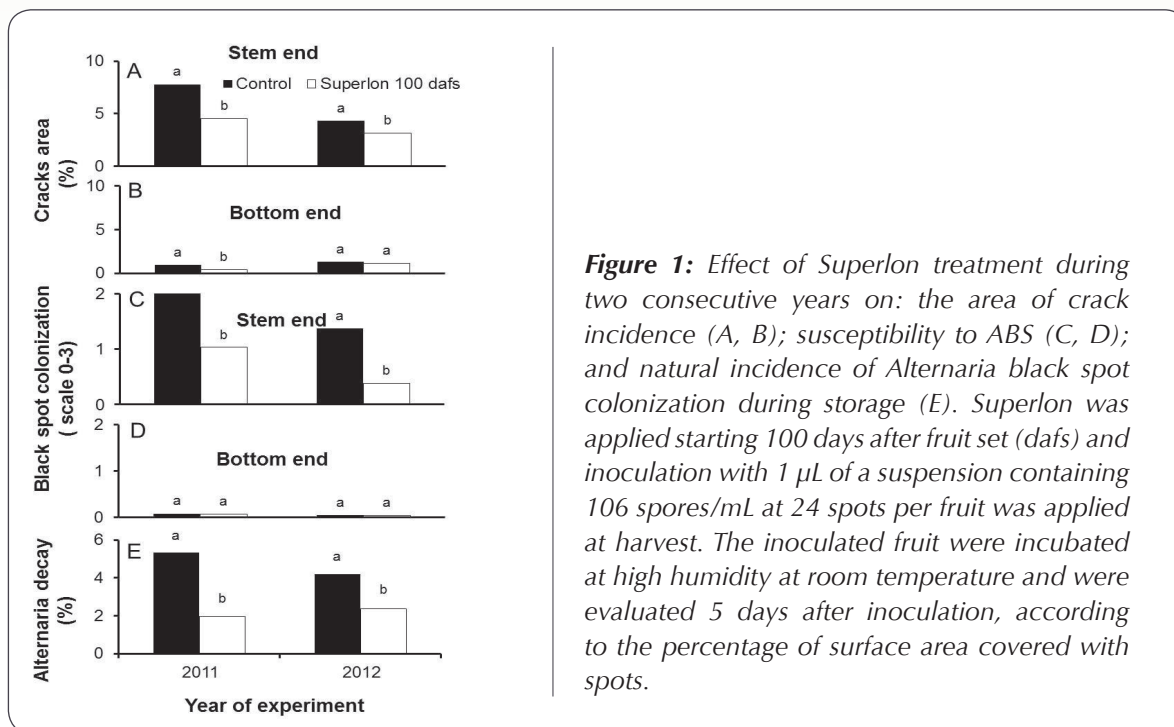 Stem end
10
A
a
■ Control □ Superlon 100 dafs
b
a
b
5
0
Cracks area
(%)
10
B
Bottom end
5
a
b
a
a
0
2
C
Stem end
a
b
1
b
0
Black spot colonization
( scale 0-3)
2
D
Bottom end
1
a
a
a
a
0
6
E
a
a
4
b
b
2
0
Alternaria decay
(%)
2011
2012
Year of experiment
Figure 1: Effect of Superlon treatment during
two consecutive years on: the area of crack
incidence (A, B); susceptibility to ABS (C, D);
and natural incidence of Alternaria black spot
colonization during storage (E). Superlon was
applied starting 100 days after fruit set (dafs) and
inoculation with 1 µL of a suspension containing
106 spores/mL at 24 spots per fruit was applied
at harvest. The inoculated fruit were incubated
at high humidity at room temperature and were
evaluated 5 days after inoculation, according
to the percentage of surface area covered with
spots.